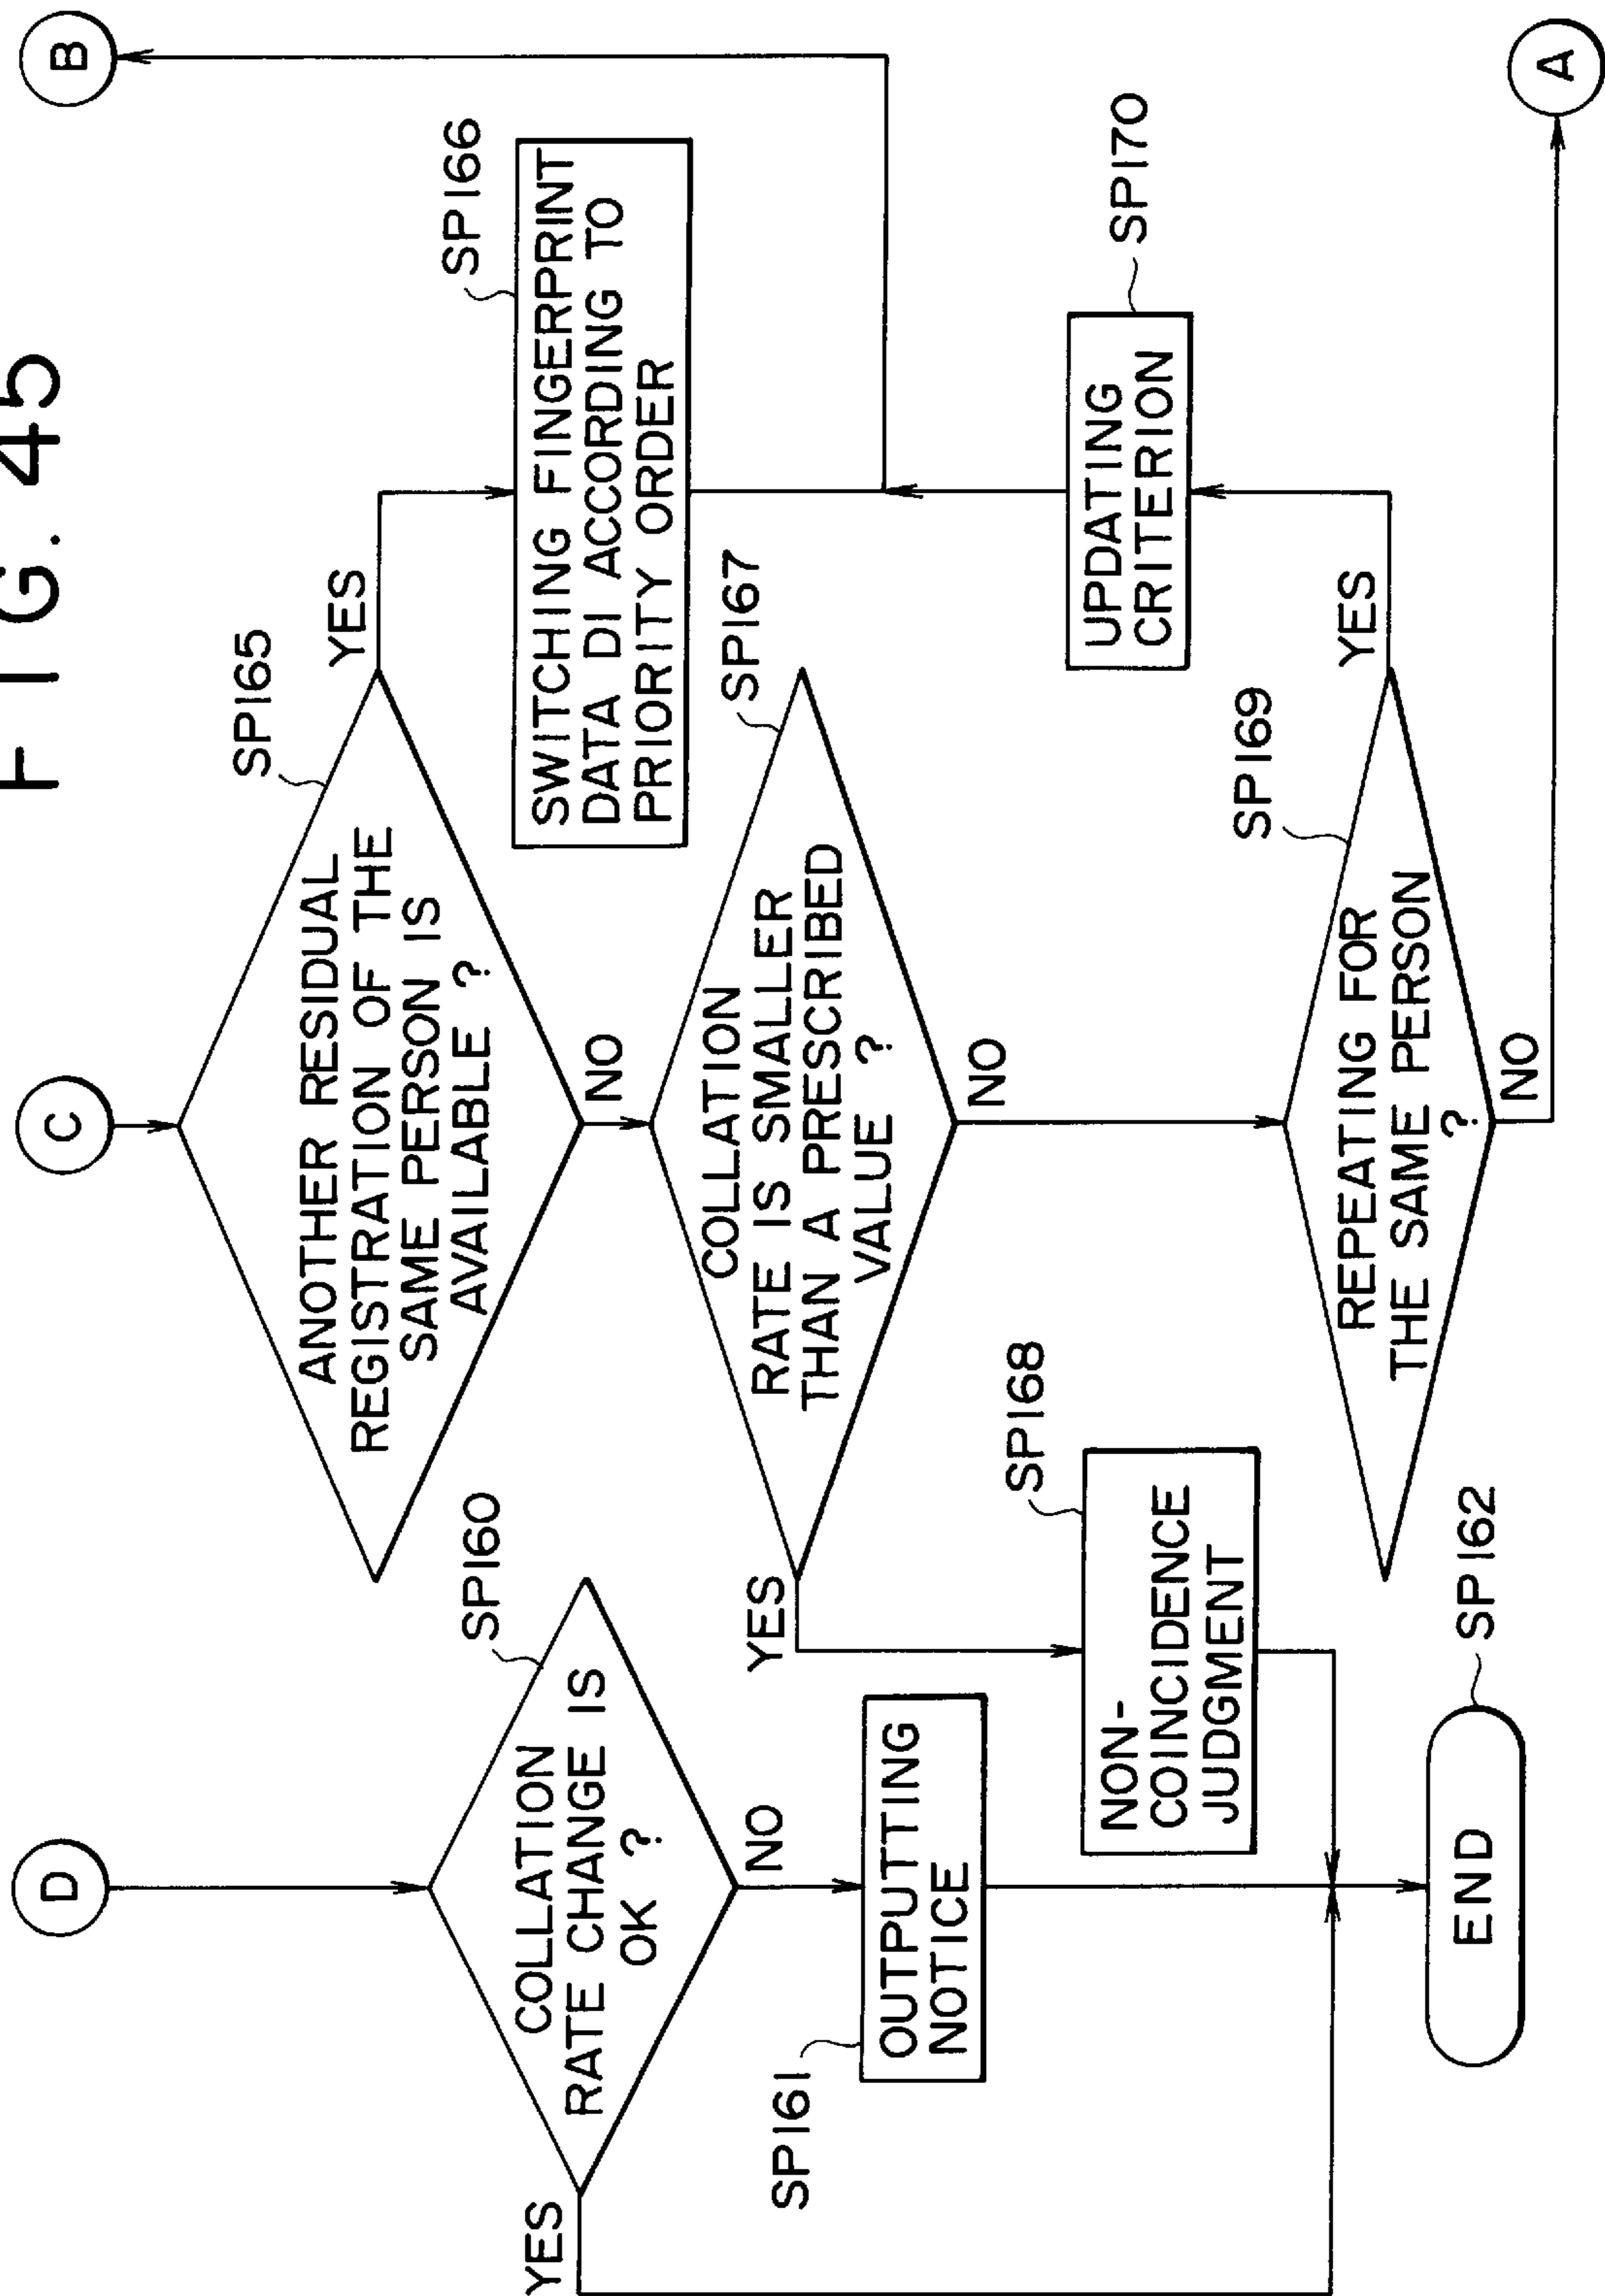 FIG. 45
D
C
B
SP165
ANOTHER RESIDUAL
REGISTRATION OF THE
SAME PERSON IS
AVAILABLE ?
YES
NO
SP166
SWITCHING FINGERPRINT
DATA DI ACCORDING TO
PRIORITY ORDER
SP160
COLLATION
RATE CHANGE IS
OK ?
YES
NO
SP167
COLLATION
RATE IS SMALLER
THAN A PRESCRIBED
VALUE ?
YES
NO
SP161
OUTPUTTING
NOTICE
SP168
NON-
COINCIDENCE
JUDGMENT
SP170
UPDATING
CRITERION
SP169
REPEATING FOR
THE SAME PERSON
?
YES
NO
END
SP162
A